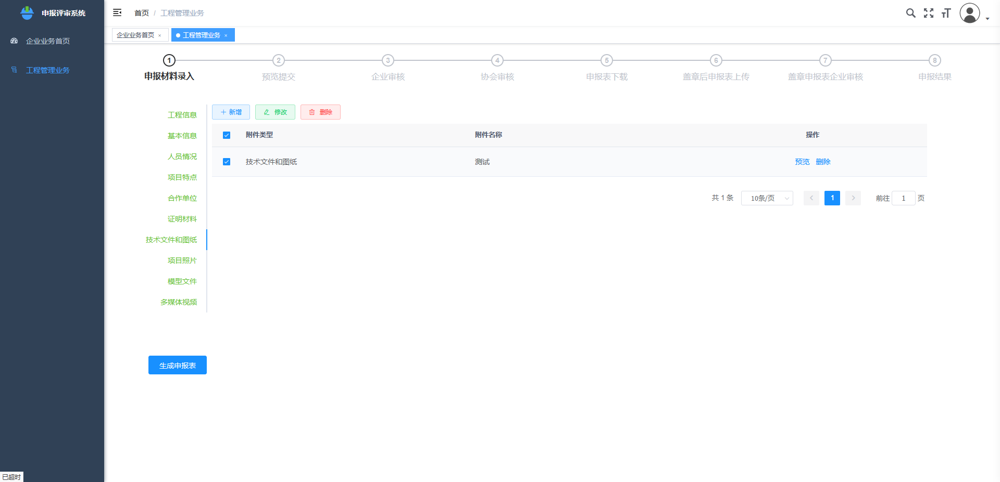 申报评审系统
企业业务首页
工程管理业务
首页 / 工程管理业务
企业业务首页 ×
工程管理业务 ×
1 2 3 4 5 6 7 8
申报材料录入 预览提交 企业审核 协会审核 申报表下载 盖章后申报表上传 盖章申报表企业审核 申报结果
工程信息
基本信息
人员情况
项目特点
合作单位
证明材料
技术文件和图纸
项目照片
模型文件
多媒体视频
新增 修改 删除
附件类型 附件名称 操作
技术文件和图纸 测试 预览 删除
共 1 条 10条/页 1 前往 1 页
生成申报表
已超时